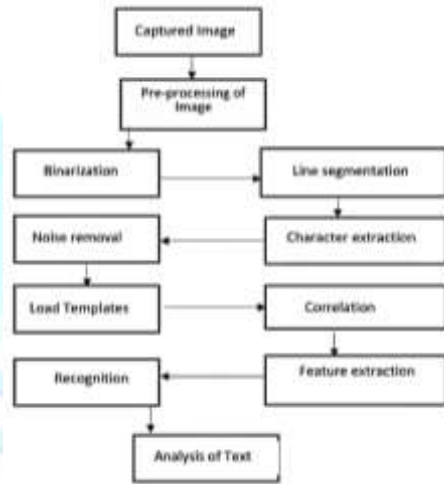 Captured Image
Pre-processing of
Image
Binarization
Line segmentation
Noise removal
Character extraction
Load Templates
Correlation
Recognition
Feature extraction
Analysis of Text